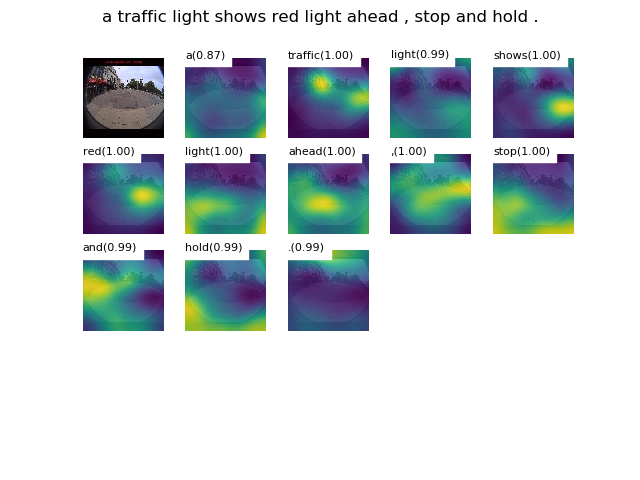 a traffic light shows red light ahead , stop and hold .
a(0.87) traffic(1.00) light(0.99) shows(1.00)
red(1.00) light(1.00) ahead(1.00) ,(1.00) stop(1.00)
and(0.99) hold(0.99) .(0.99)